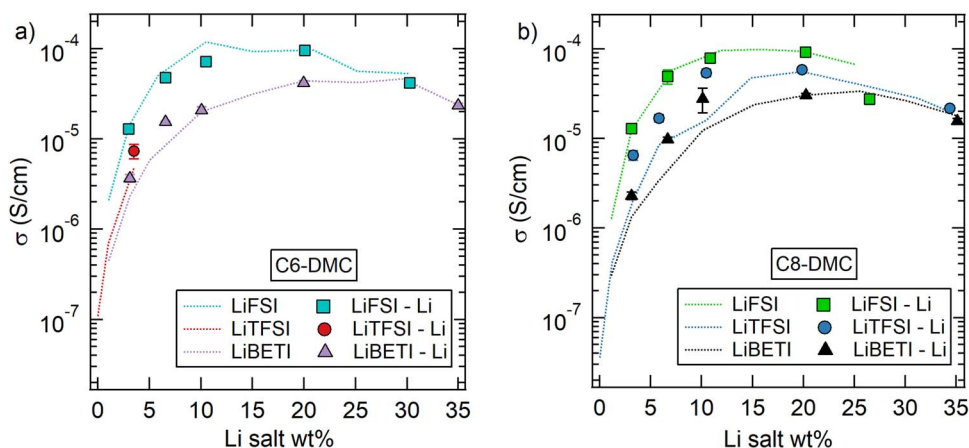 a)
10⁻⁴
10⁻⁵
10⁻⁶
10⁻⁷
σ (S/cm)
C6-DMC
LiFSI LiFSI - Li
LiTFSI LiTFSI - Li
LiBETI LiBETI - Li
0 5 10 15 20 25 30 35
Li salt wt%
b)
10⁻⁴
10⁻⁵
10⁻⁶
10⁻⁷
σ (S/cm)
C8-DMC
LiFSI LiFSI - Li
LiTFSI LiTFSI - Li
LiBETI LiBETI - Li
0 5 10 15 20 25 30 35
Li salt wt%